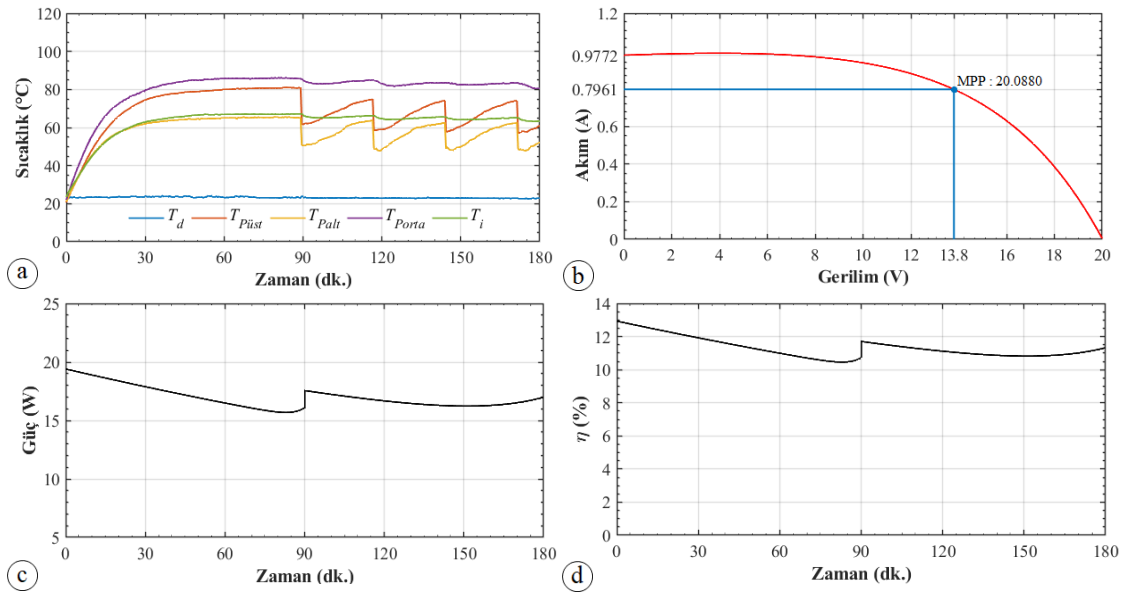 120
100
80
60
40
20
0
Sıcaklık (°C)
T_d T_Püst T_Palt T_Porta T_i
0 30 60 90 120 150 180
Zaman (dk.)
a
1.2
0.9772
0.7961
0.6
0.4
0.2
0
Akım (A)
MPP : 20.0880
0 2 4 6 8 10 12 13.8 16 18 20
Gerilim (V)
b
25
20
15
10
5
Güç (W)
0 30 60 90 120 150 180
Zaman (dk.)
c
14
12
10
8
6
4
2
0
η (%)
0 30 60 90 120 150 180
Zaman (dk.)
d